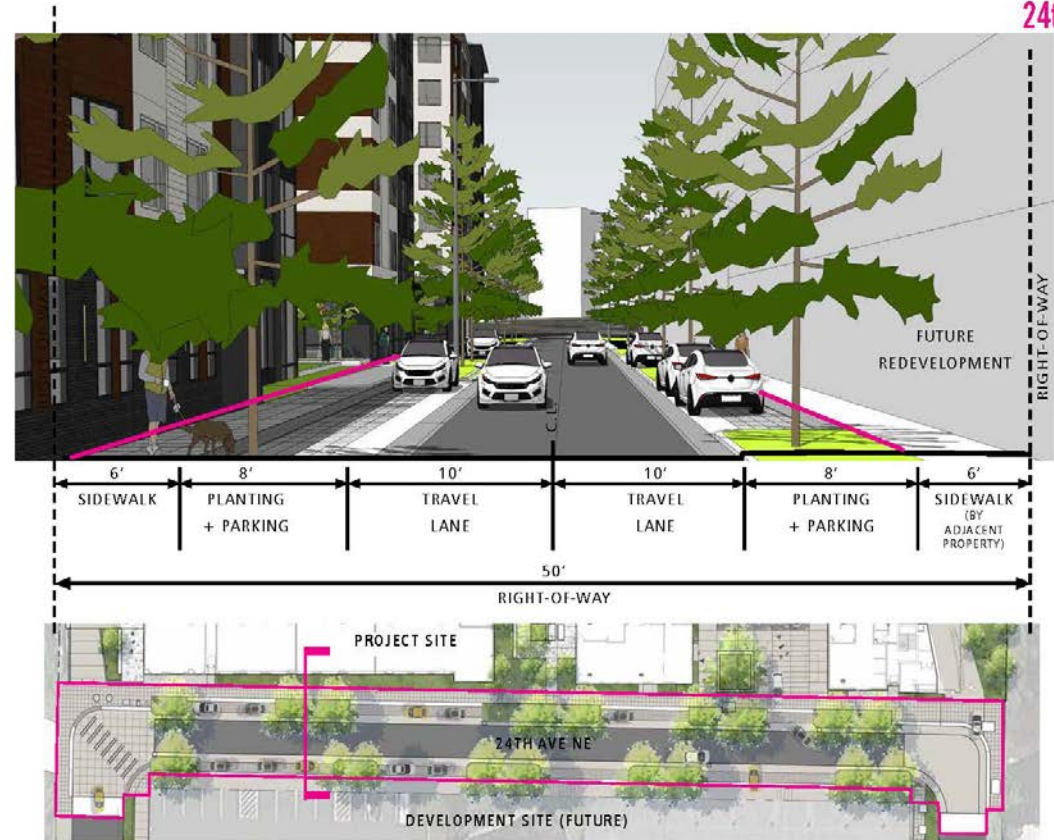 24t
FUTURE
REDEVELOPMENT
RIGHT-OF-WAY
C.L.
6'
8'
10'
10'
8'
6'
SIDEWALK
PLANTING
+ PARKING
TRAVEL
LANE
TRAVEL
LANE
PLANTING
+ PARKING
SIDEWALK
(BY
ADJACENT
PROPERTY)
50'
RIGHT-OF-WAY
PROJECT SITE
24TH AVE NE
DEVELOPMENT SITE (FUTURE)